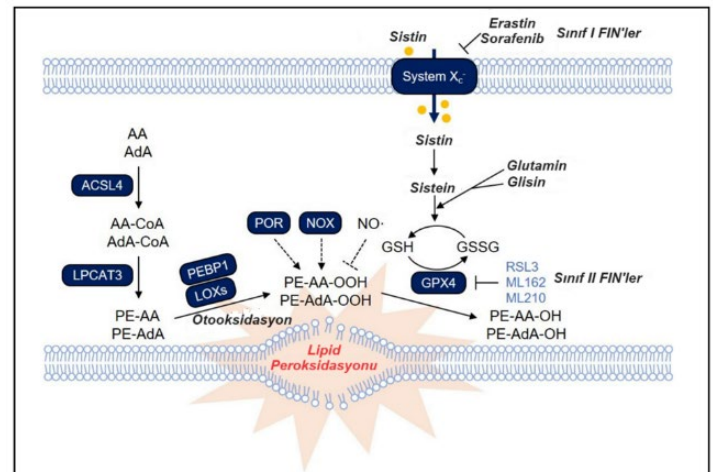 Sistin
Erastin
Sorafenib
Sınıf I FIN'ler
System Xc-
Sistin
AA
AdA
ACSL4
Sistein
Glutamin
Glisin
AA-CoA
AdA-CoA
POR
NOX
NO·
GSH
GSSG
LPCAT3
PEBP1
LOXs
PE-AA-OOH
PE-AdA-OOH
GPX4
RSL3
ML162
ML210
Sınıf II FIN'ler
PE-AA
PE-AdA
Otooksidasyon
PE-AA-OH
PE-AdA-OH
Lipid
Peroksidasyonu